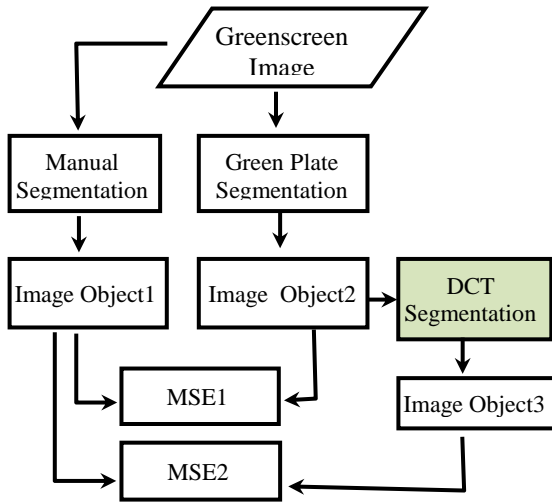 Greenscreen
Image
Manual
Segmentation
Green Plate
Segmentation
Image Object1
Image Object2
DCT
Segmentation
MSE1
Image Object3
MSE2